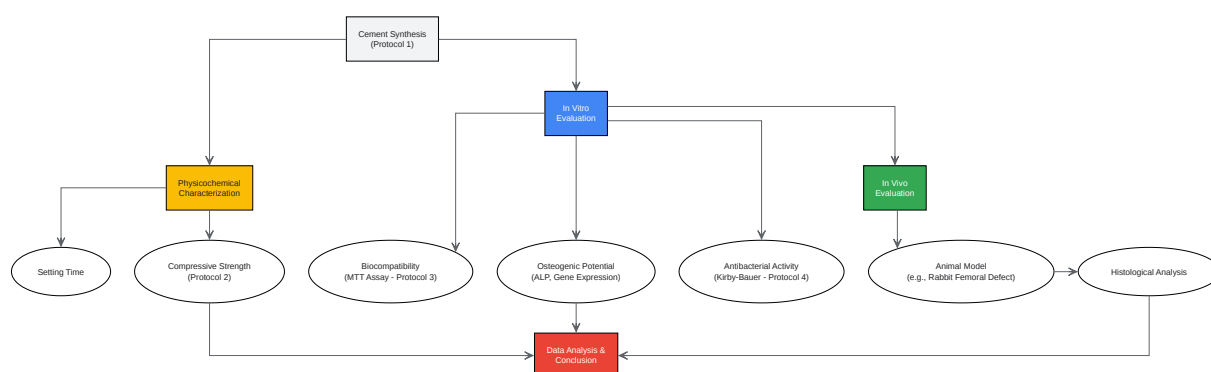 Cement Synthesis
(Protocol 1)
In Vitro
Evaluation
Physicochemical
Characterization
In Vivo
Evaluation
Setting Time
Compressive Strength
(Protocol 2)
Biocompatibility
(MTT Assay - Protocol 3)
Osteogenic Potential
(ALP, Gene Expression)
Antibacterial Activity
(Kirby-Bauer - Protocol 4)
Animal Model
(e.g., Rabbit Femoral Defect)
Histological Analysis
Data Analysis &
Conclusion